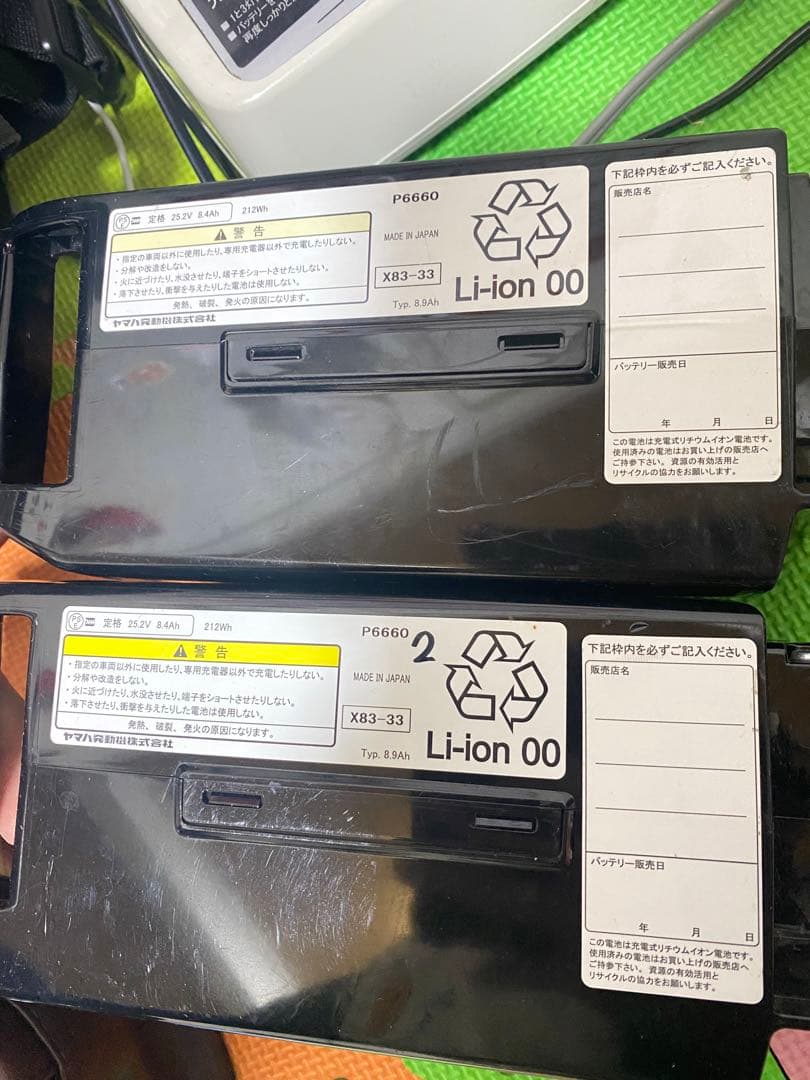 ■ 1と3ス
■ バッテリーを
再度しっかりと
PS
E
定格 25.2V 8.4Ah
212Wh
警告
・指定の車両以外に使用したり、専用充電器以外で充電したりしない。
・分解や改造をしない。
・火に近づけたり、水没させたり、端子をショートさせたりしない。
・落下させたり、衝撃を与えたりした電池は使用しない。
発熱、破裂、発火の原因になります。
ヤマハ発動機株式会社
P6660
MADE IN JAPAN
X83-33
Typ. 8.9Ah
Li-ion 00
下記枠内を必ずご記入ください。
販売店名
バッテリー販売日
年 月 日
この電池は充電式リチウムイオン電池です。
使用済みの電池はお買い上げの販売店へ
ご持参下さい。資源の有効活用と
リサイクルの協力をお願いします。
PS
E
定格 25.2V 8.4Ah
212Wh
警告
・指定の車両以外に使用したり、専用充電器以外で充電したりしない。
・分解や改造をしない。
・火に近づけたり、水没させたり、端子をショートさせたりしない。
・落下させたり、衝撃を与えたりした電池は使用しない。
発熱、破裂、発火の原因になります。
ヤマハ発動機株式会社
P6660
2
MADE IN JAPAN
X83-33
Typ. 8.9Ah
Li-ion 00
下記枠内を必ずご記入ください。
販売店名
バッテリー販売日
年 月 日
この電池は充電式リチウムイオン電池です。
使用済みの電池はお買い上げの販売店へ
ご持参下さい。資源の有効活用と
リサイクルの協力をお願いします。